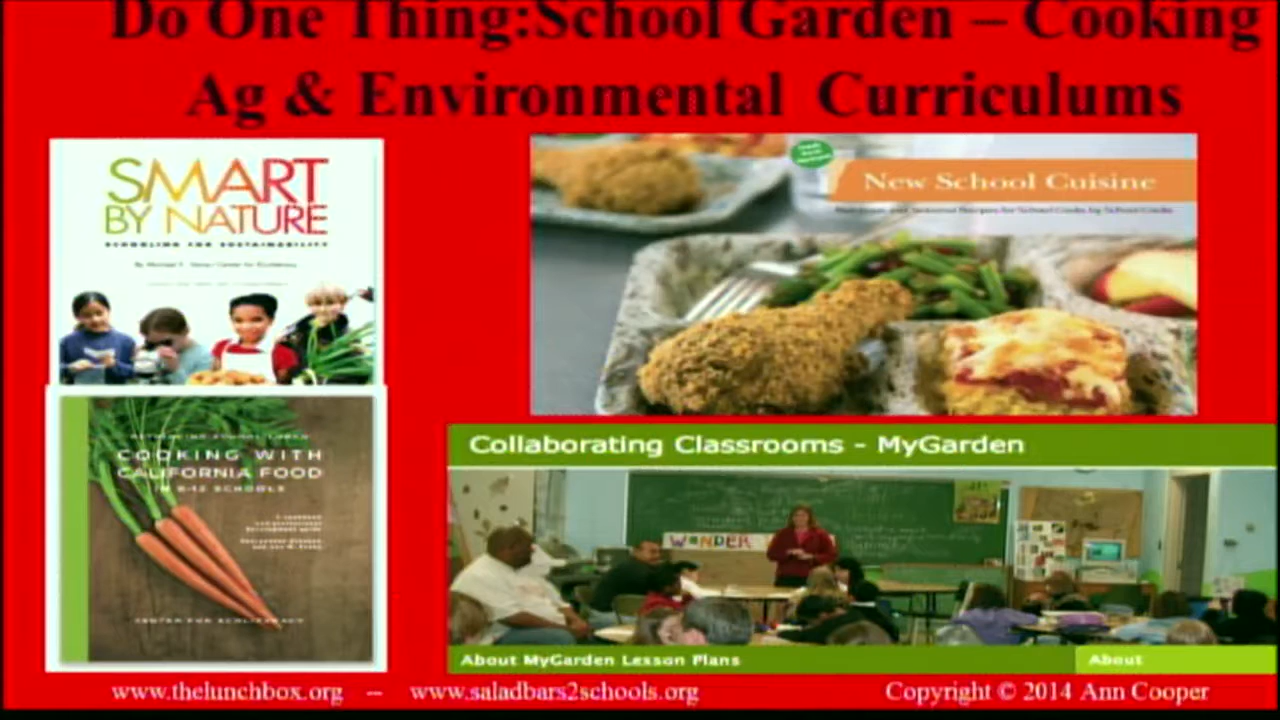 Do One Thing:School Garden – Cooking
Ag & Environmental Curriculums
SMART
BY NATURE
SCHOOLING FOR SUSTAINABILITY
New School Cuisine
COOKING WITH
CALIFORNIA FOOD
IN K-12 SCHOOLS
CENTER FOR ECOLITERACY
Collaborating Classrooms - MyGarden
WONDER
About MyGarden Lesson Plans
About
www.thelunchbox.org – www.saladbars2schools.org
Copyright © 2014 Ann Cooper